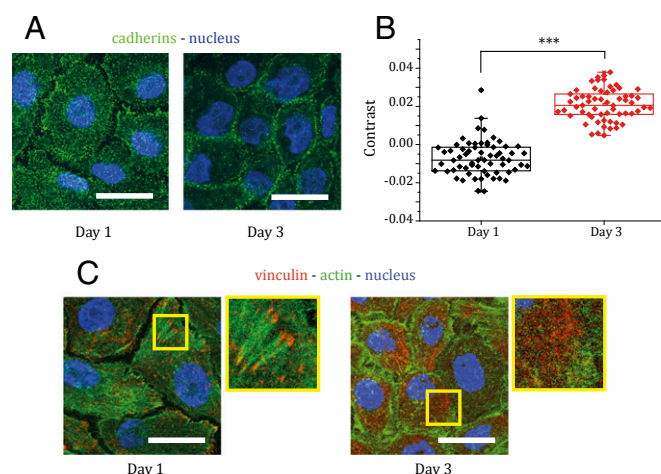 A
cadherins - nucleus
Day 1
Day 3
B
***
Contrast
0.04
0.02
0.00
-0.02
-0.04
Day 1
Day 3
C
vinculin - actin - nucleus
Day 1
Day 3